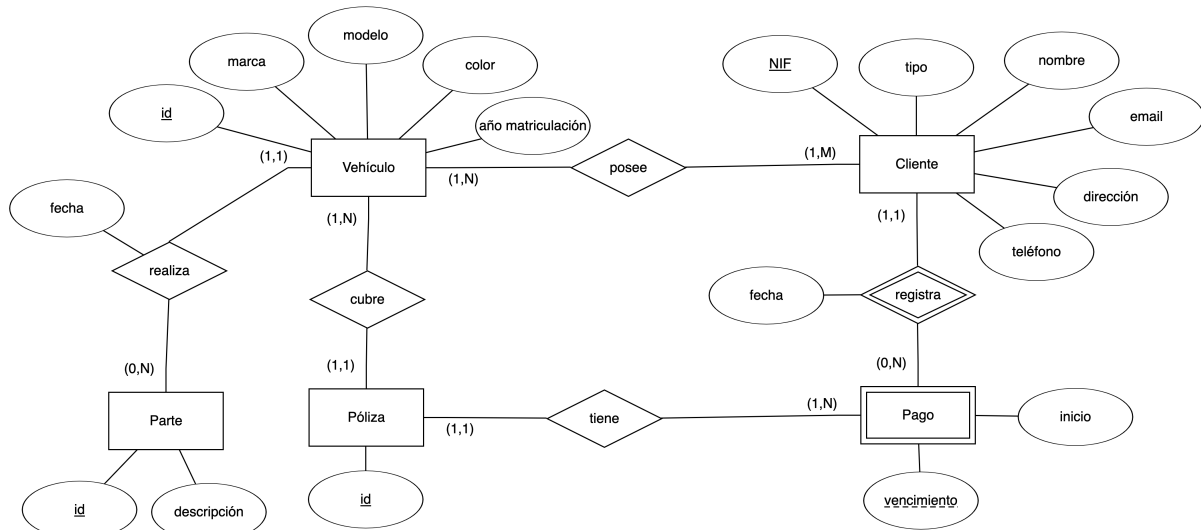 modelo
marca
color
NIF
tipo
nombre
id
año matriculación
email
(1,1)
Vehículo
(1,N)
posee
(1,M)
Cliente
dirección
fecha
(1,N)
(1,1)
teléfono
realiza
cubre
fecha
registra
(0,N)
(1,1)
(0,N)
Parte
Póliza
(1,1)
tiene
(1,N)
Pago
inicio
id
descripción
id
vencimiento